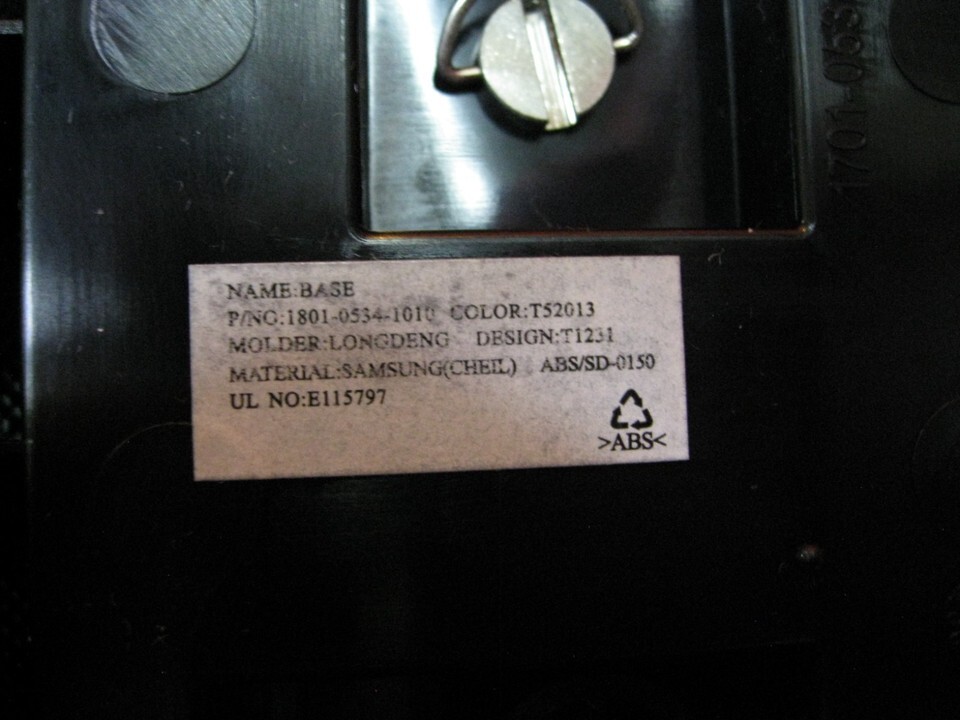 NAME:BASE
P/NO:1801-0534-1010 COLOR:T52013
MOLDER:LONGDENG DESIGN:T1231
MATERIAL:SAMSUNG(CHEIL) ABS/SD-0150
UL NO:E115797
>ABS<